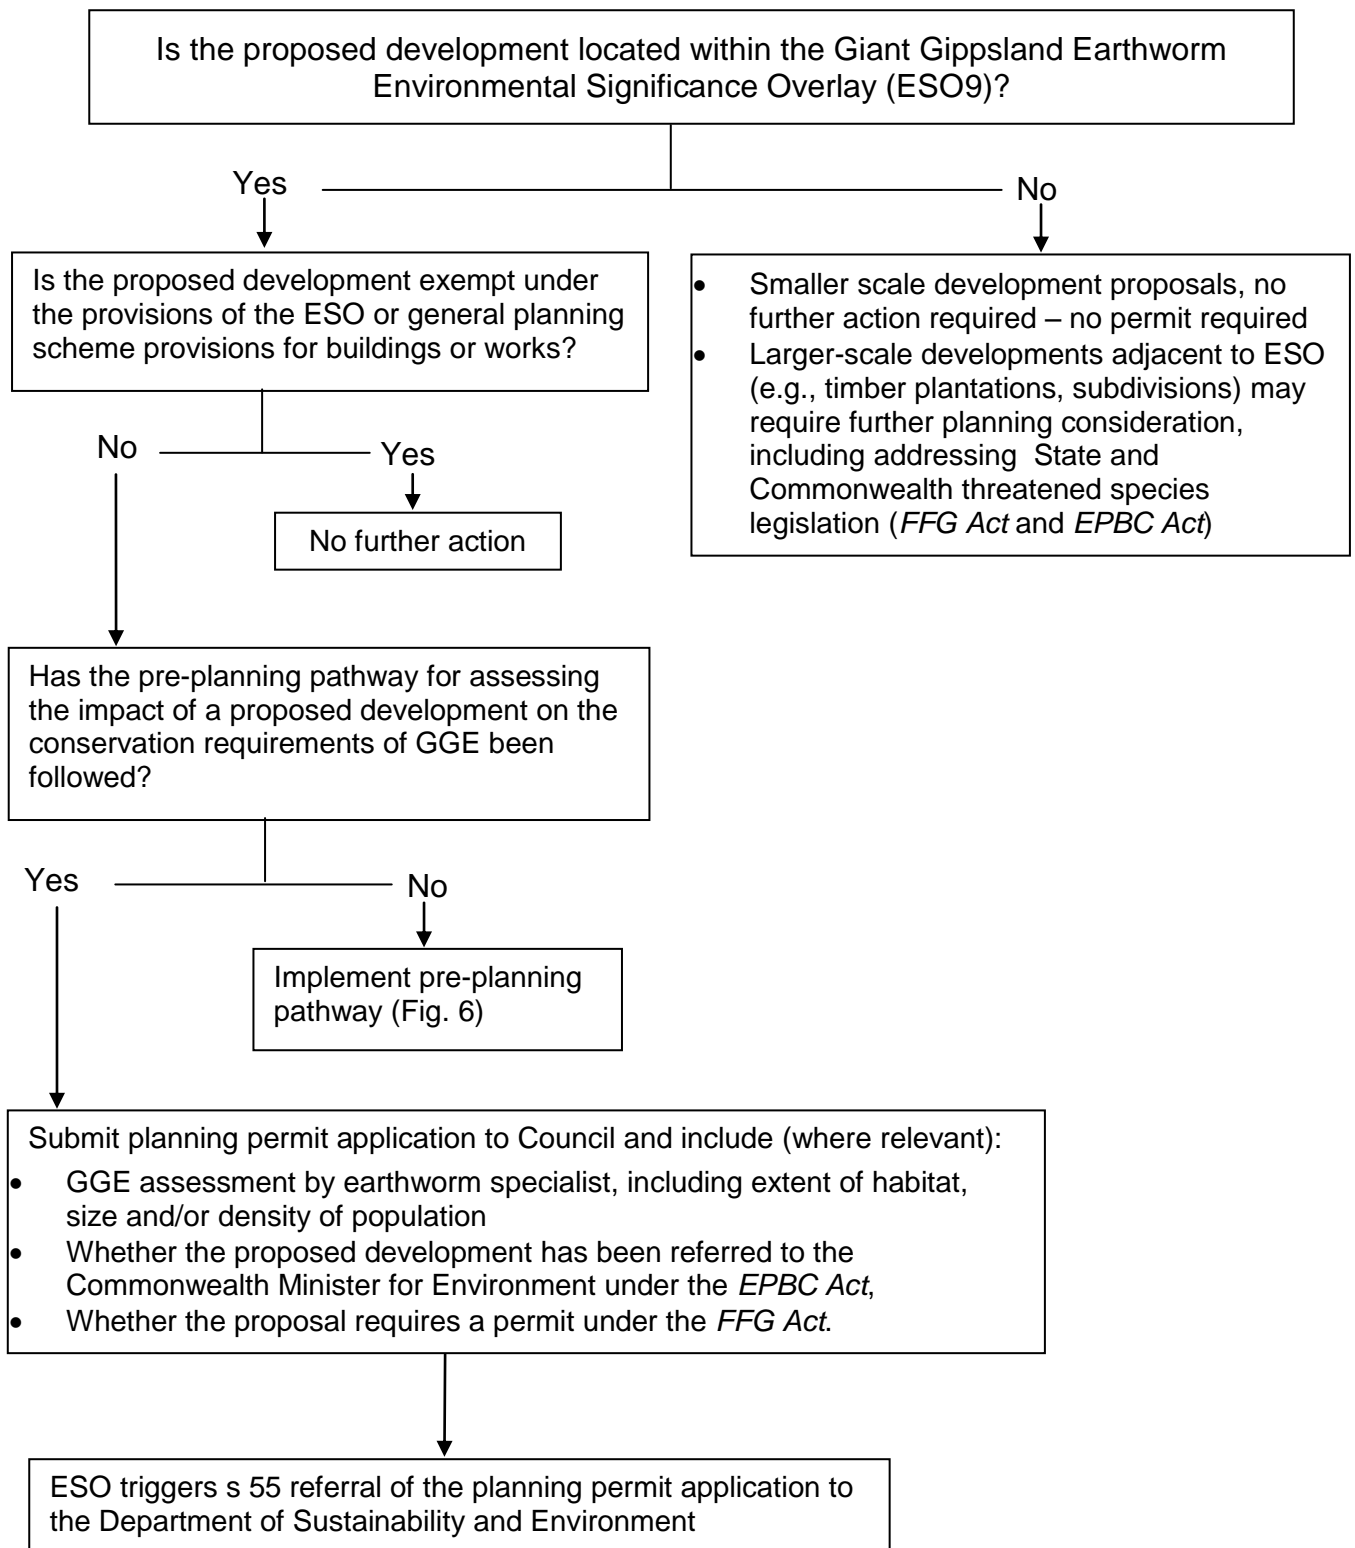 Is the proposed development located within the Giant Gippsland Earthworm
Environmental Significance Overlay (ESO9)?
Yes
No
Is the proposed development exempt under
the provisions of the ESO or general planning
scheme provisions for buildings or works?
• Smaller scale development proposals, no
further action required – no permit required
• Larger-scale developments adjacent to ESO
(e.g., timber plantations, subdivisions) may
require further planning consideration,
including addressing State and
Commonwealth threatened species
legislation (FFG Act and EPBC Act)
No
Yes
No further action
Has the pre-planning pathway for assessing
the impact of a proposed development on the
conservation requirements of GGE been
followed?
Yes
No
Implement pre-planning
pathway (Fig. 6)
Submit planning permit application to Council and include (where relevant):
• GGE assessment by earthworm specialist, including extent of habitat,
size and/or density of population
• Whether the proposed development has been referred to the
Commonwealth Minister for Environment under the EPBC Act,
• Whether the proposal requires a permit under the FFG Act.
ESO triggers s 55 referral of the planning permit application to
the Department of Sustainability and Environment